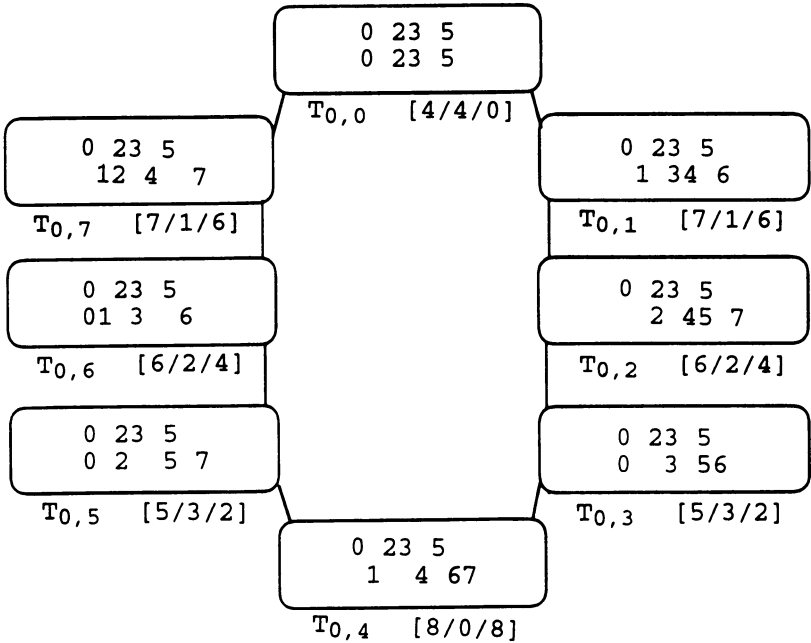 0 23 5
0 23 5
T0,0 [4/4/0]
0 23 5
12 4 7
T0,7 [7/1/6]
0 23 5
1 34 6
T0,1 [7/1/6]
0 23 5
01 3 6
T0,6 [6/2/4]
0 23 5
2 45 7
T0,2 [6/2/4]
0 23 5
0 2 5 7
T0,5 [5/3/2]
0 23 5
0 3 56
T0,3 [5/3/2]
0 23 5
1 4 67
T0,4 [8/0/8]